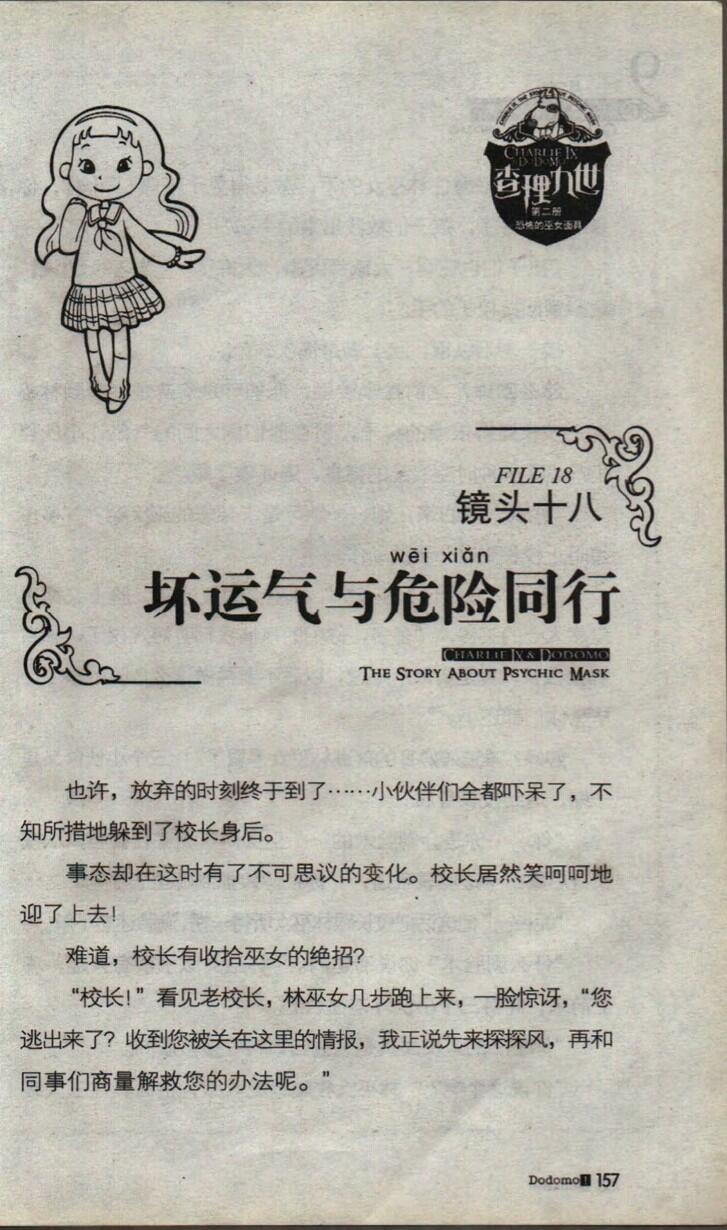 CHARLIE IX
& DODOMO
查理九世
第二册
恐怖的巫女面具
FILE 18
镜头十八
wēi xiǎn
坏运气与危险同行
CHARLIE IX & DODOMO
THE STORY ABOUT PSYCHIC MASK
也许，放弃的时刻终于到了……小伙伴们全都吓呆了，不
知所措地躲到了校长身后。
事态却在这时有了不可思议的变化。校长居然笑呵呵地
迎了上去！
难道，校长有收拾巫女的绝招？
“校长！”看见老校长，林巫女几步跑上来，一脸惊讶，“您
逃出来了？收到您被关在这里的情报，我正说先来探探风，再和
同事们商量解救您的办法呢。”
Dodomo! 157